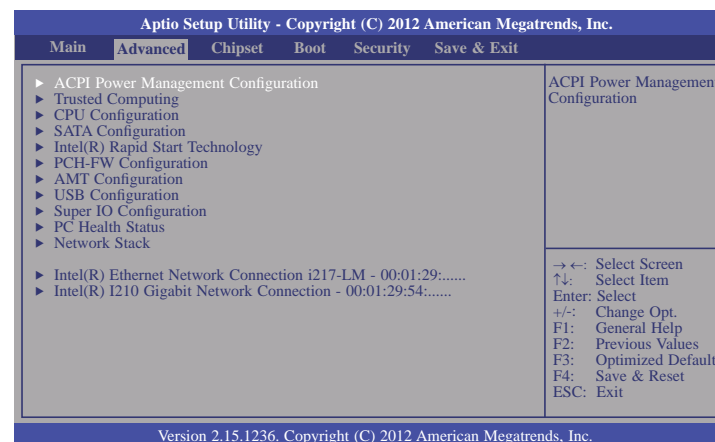 Aptio Setup Utility - Copyright (C) 2012 American Megatrends, Inc.
Main Advanced Chipset Boot Security Save & Exit
► ACPI Power Management Configuration
► Trusted Computing
► CPU Configuration
► SATA Configuration
► Intel(R) Rapid Start Technology
► PCH-FW Configuration
► AMT Configuration
► USB Configuration
► Super IO Configuration
► PC Health Status
► Network Stack
► Intel(R) Ethernet Network Connection i217-LM - 00:01:29:......
► Intel(R) I210 Gigabit Network Connection - 00:01:29:54:......
ACPI Power Managemen
Configuration
→←: Select Screen
↑↓: Select Item
Enter: Select
+/-: Change Opt.
F1: General Help
F2: Previous Values
F3: Optimized Default
F4: Save & Reset
ESC: Exit
Version 2.15.1236. Copyright (C) 2012 American Megatrends, Inc.